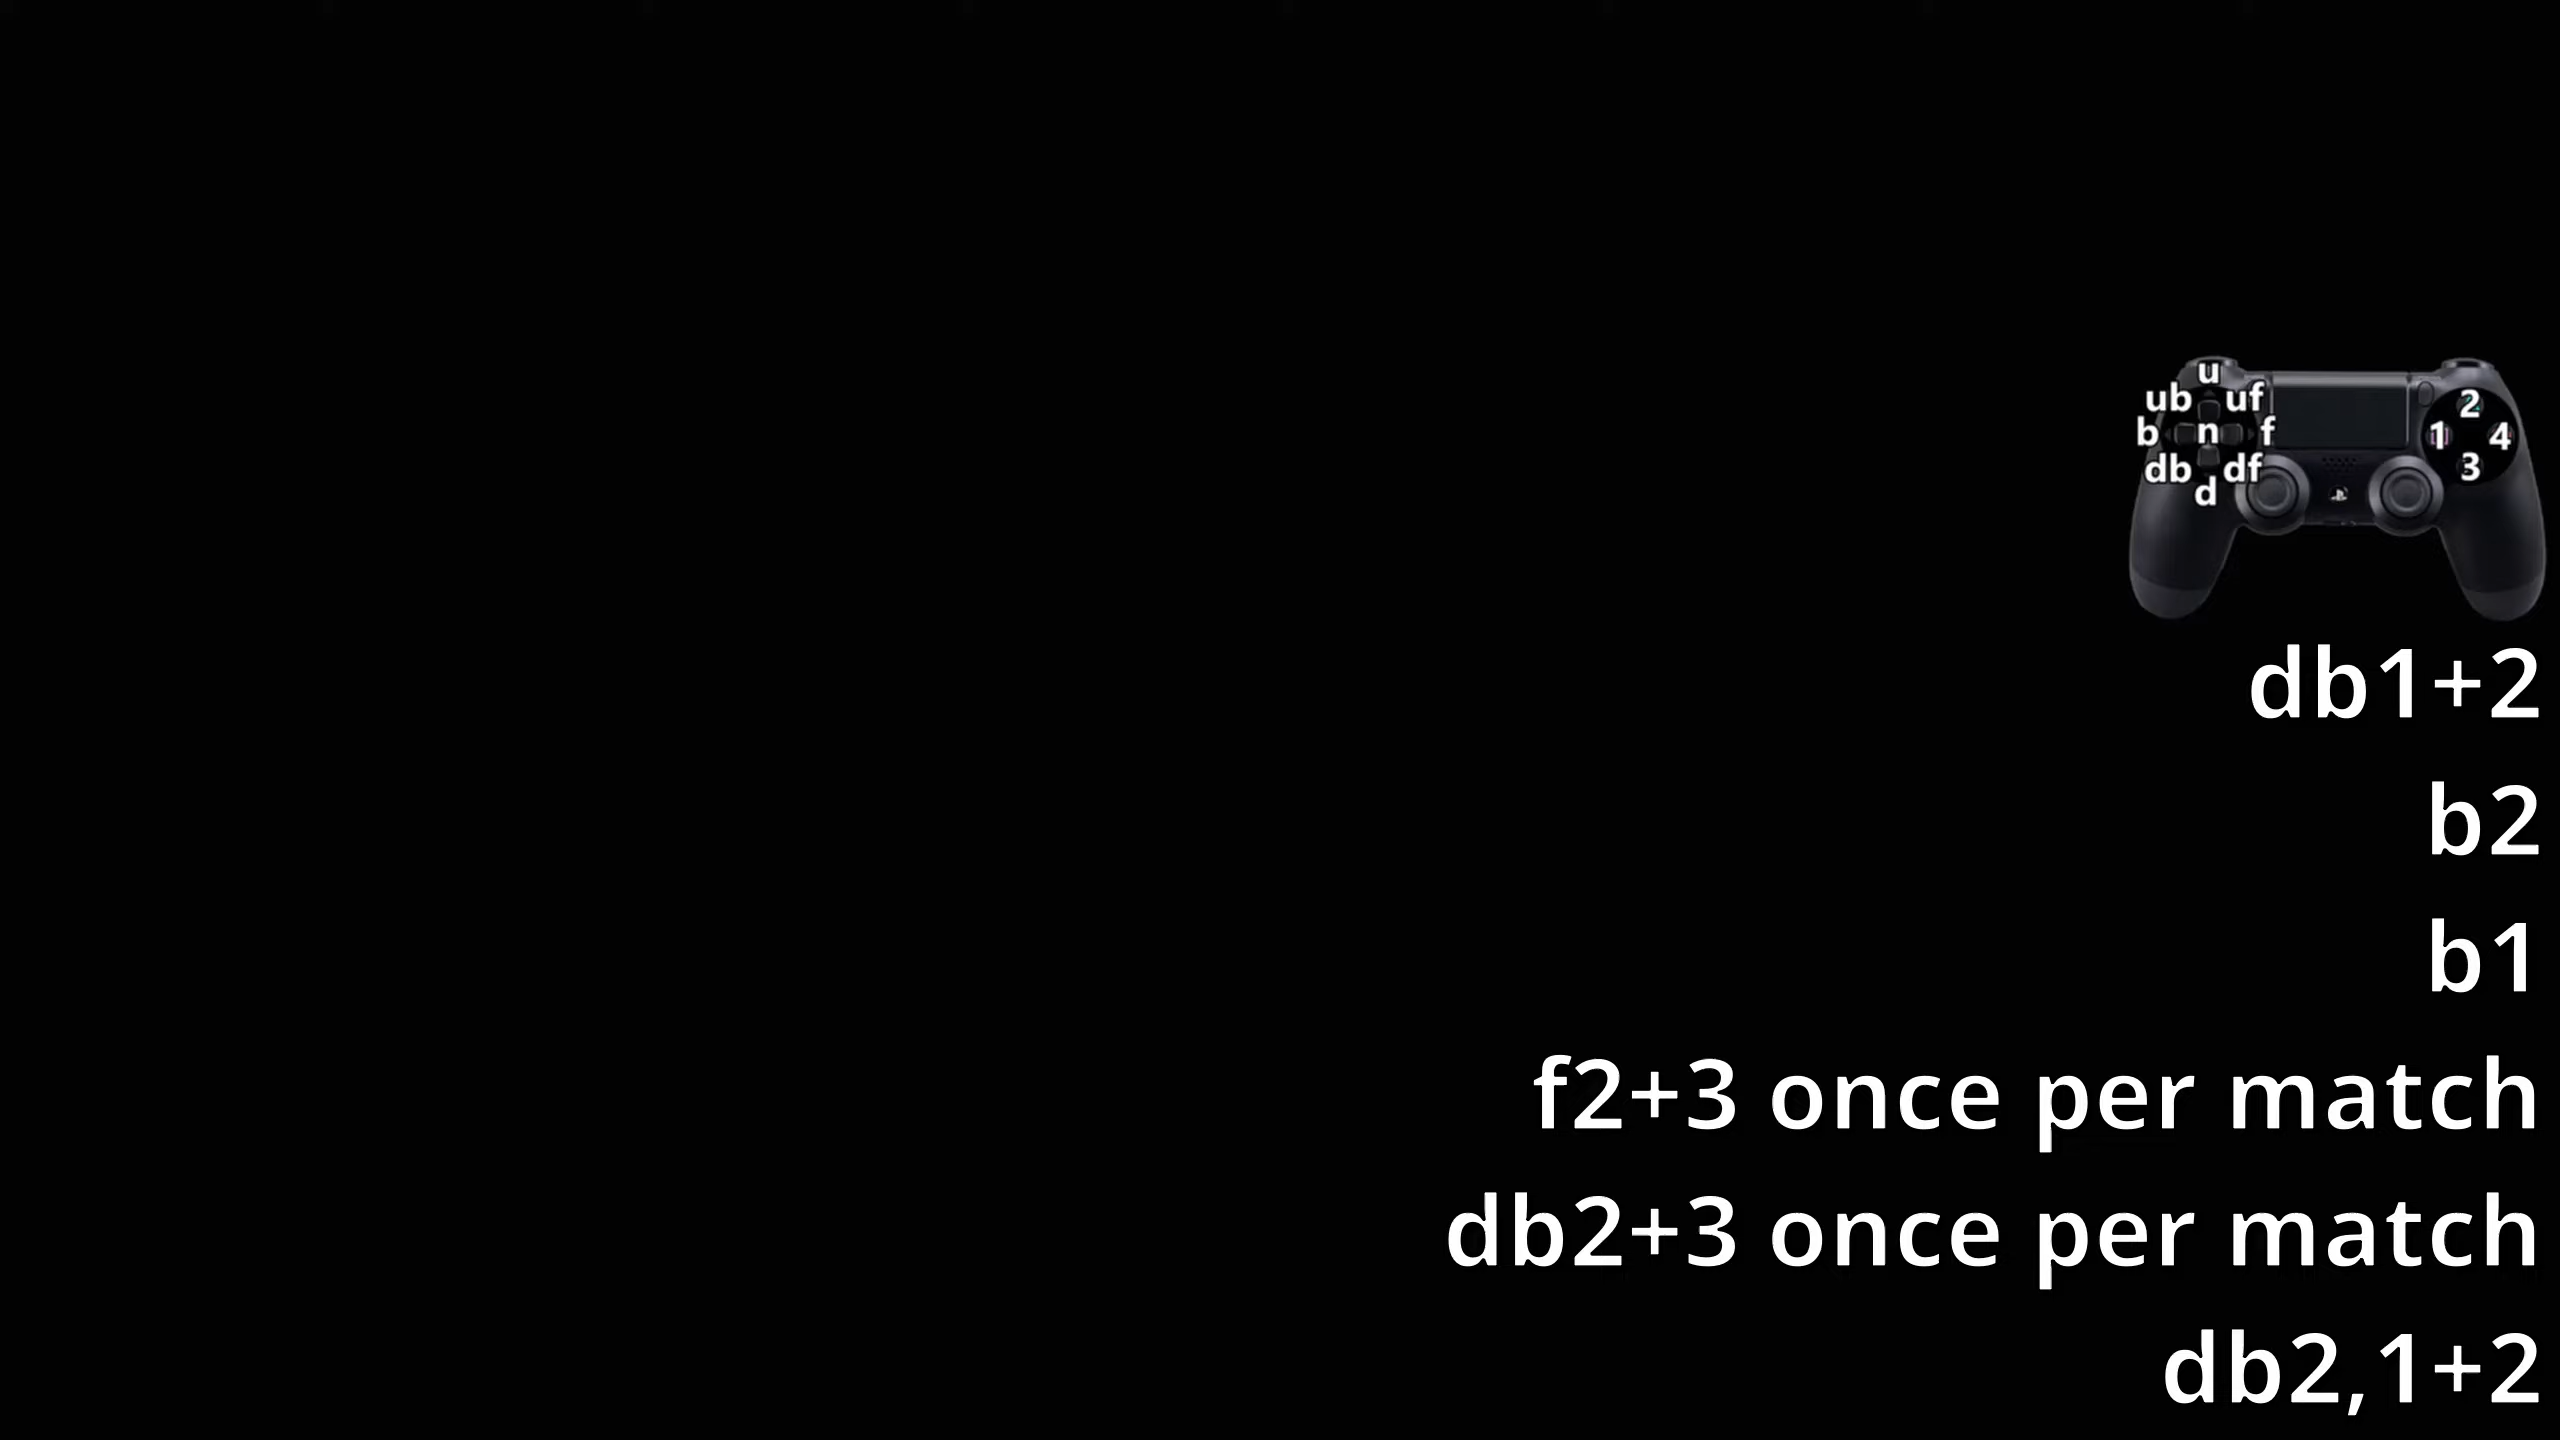 u
ub uf 2
b n f 1 4
db df 3
d
db1+2
b2
b1
f2+3 once per match
db2+3 once per match
db2,1+2